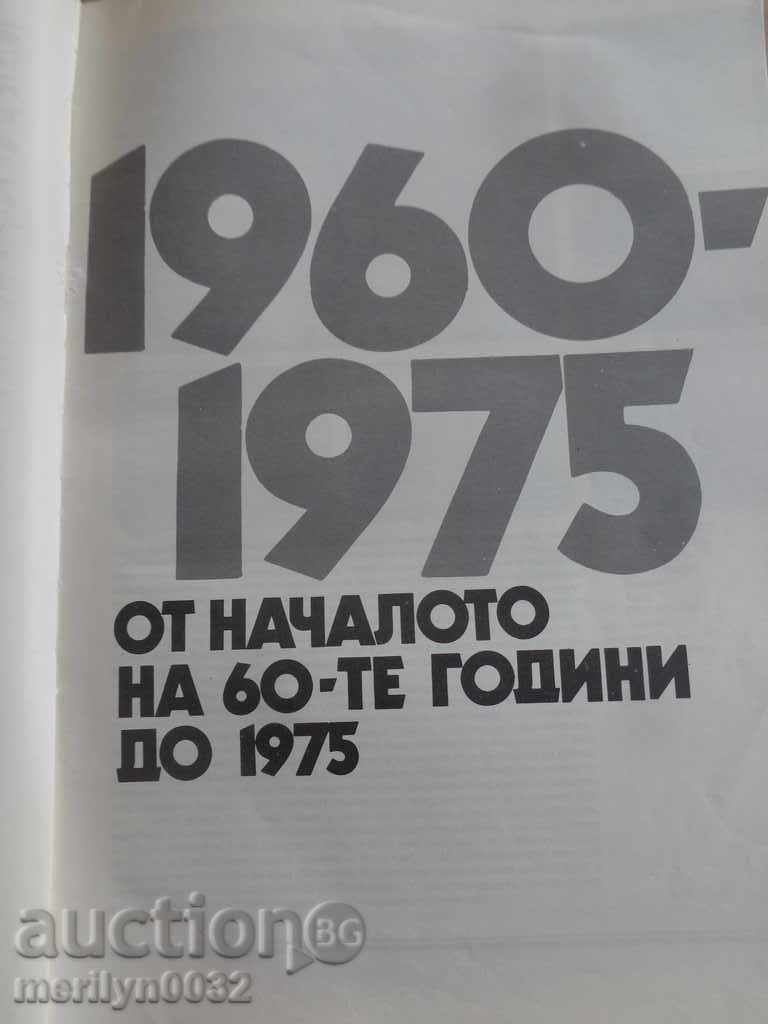 1960-
1975
ОТ НАЧАЛОТО
НА 60-ТЕ ГОДИНИ
ДО 1975
auction BG
merilyn0032